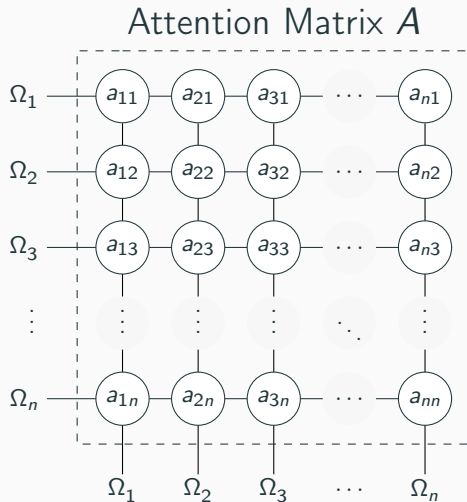 Attention Matrix A
Ω₁ a₁₁ a₂₁ a₃₁ ⋯ aₙ₁
Ω₂ a₁₂ a₂₂ a₃₂ ⋯ aₙ₂
Ω₃ a₁₃ a₂₃ a₃₃ ⋯ aₙ₃
⋮ ⋮ ⋮ ⋮ ⋱ ⋮
Ωₙ a₁ₙ a₂ₙ a₃ₙ ⋯ aₙₙ
Ω₁ Ω₂ Ω₃ ⋯ Ωₙ